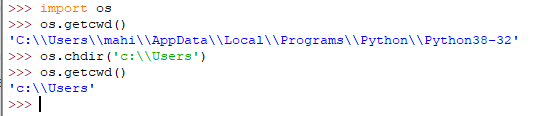 >>> import os
>>> os.getcwd()
'C:\\Users\\mahi\\AppData\\Local\\Programs\\Python\\Python38-32'
>>> os.chdir('c:\\Users')
>>> os.getcwd()
'c:\\Users'
>>>